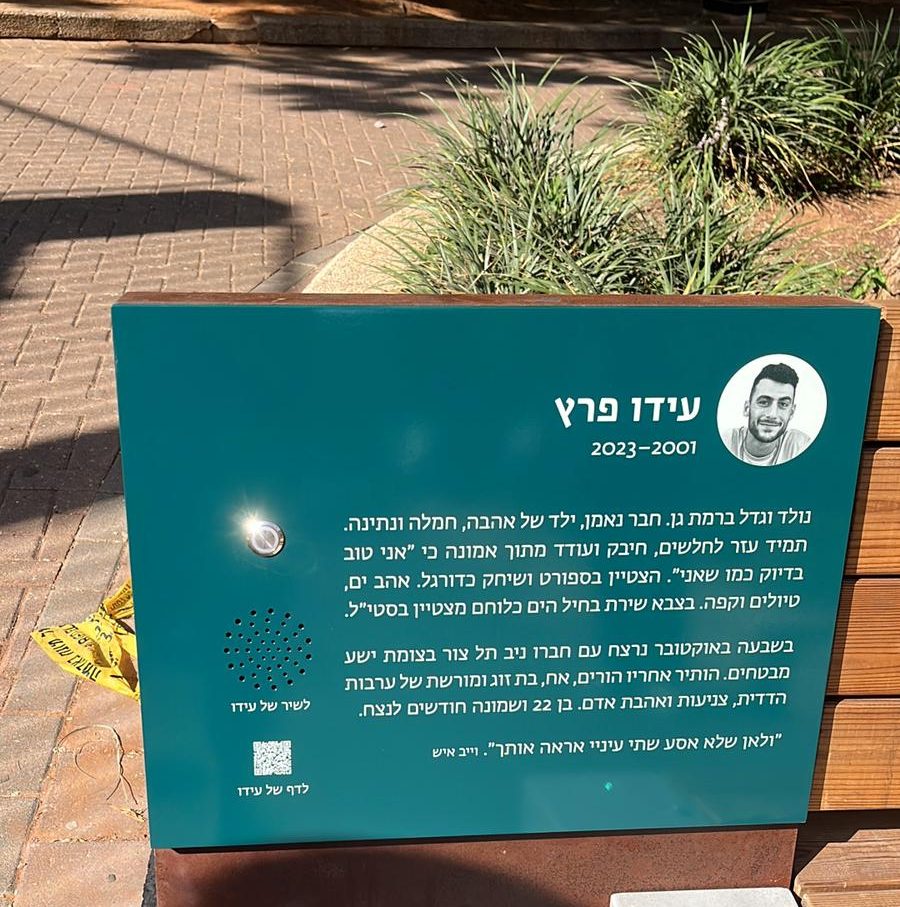 עידו פרץ
2023–2001
נולד וגדל ברמת גן. חבר נאמן, ילד של אהבה, חמלה ונתינה.
תמיד עזר לחלשים, חיבק ועודד מתוך אמונה כי "אני טוב
בדיוק כמו שאני". הצטיין בספורט ושיחק כדורגל. אהב ים,
טיולים וקפה. בצבא שירת בחיל הים כלוחם מצטיין בסטי"ל.
בשבעה באוקטובר נרצח עם חברו ניב תל צור בצומת ישע
מבטחים. הותיר אחריו הורים, אח, בת זוג ומורשת של ערבות
הדדית, צניעות ואהבת אדם. בן 22 ושמונה חודשים לנצח.
"ולאן שלא אסע שתי עיניי אראה אותך". וייב איש
לשיר של עידו
לדף של עידו